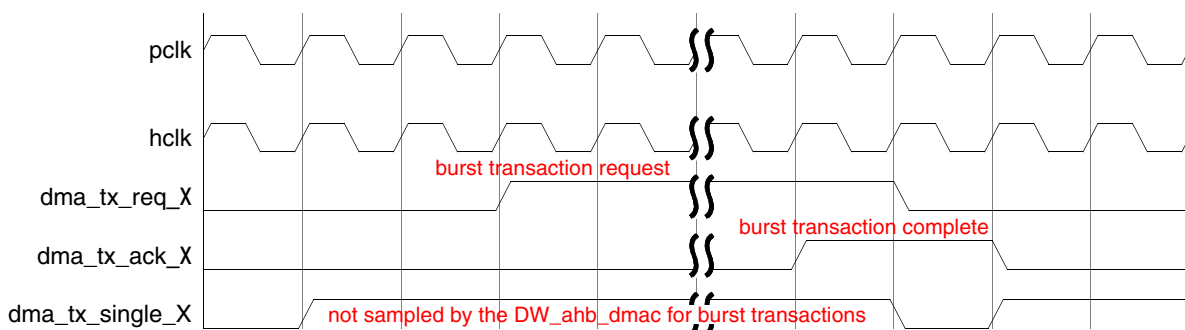 pclk
hclk
burst transaction request
dma_tx_req_X
burst transaction complete
dma_tx_ack_X
dma_tx_single_X
not sampled by the DW_ahb_dmac for burst transactions